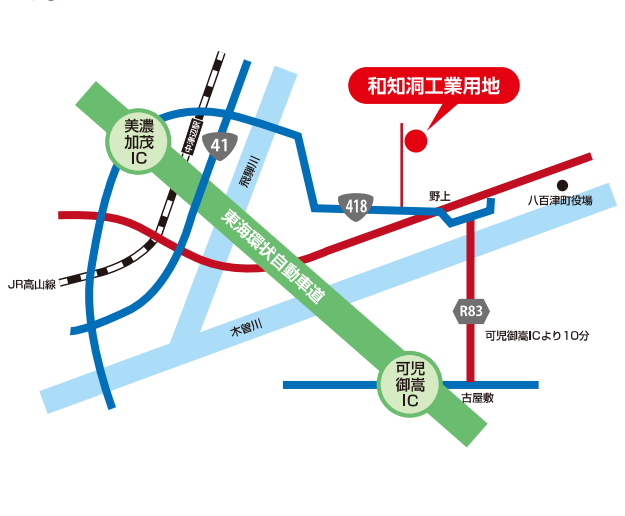 和知洞工業用地
美濃
加茂
IC
中津辺駅
41
飛騨川
418
野上
八百津町役場
東海環状自動車道
JR高山線
木曽川
R83
可児御嵩ICより10分
可児
御嵩
IC
古屋敷